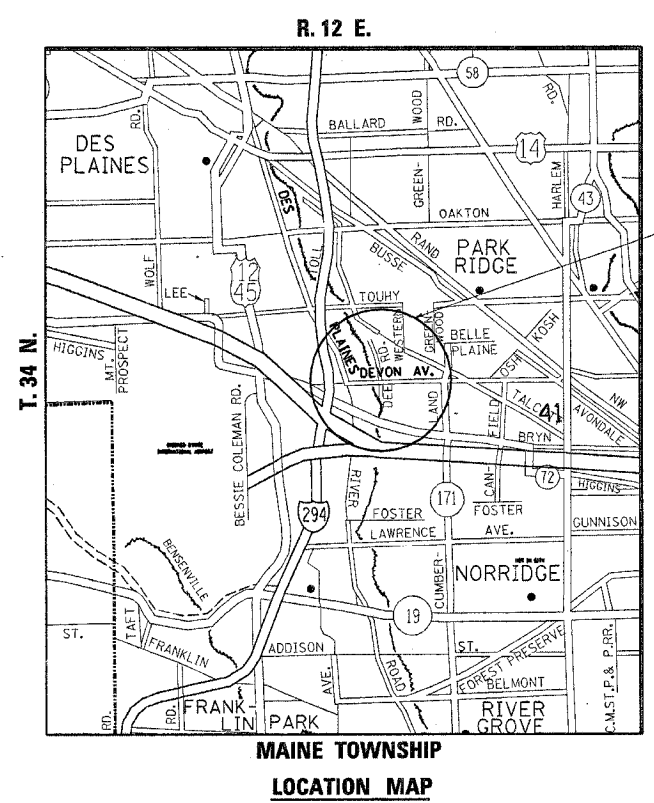 R. 12 E.
58
RD.
WOOD
BALLARD RD.
RD.
DES
PLAINES
14
GREEN-
HARLEM
43
DES
OAKTON
RAND
BUSSE
PARK
RIDGE
TOLL
WOLF
12
45
LEE
TOUHY
WESTERN
GREEN
WOOD
BELLE
PLAINE
KOSH
OSH
PLAINES
T. 34 N.
HIGGINS
MT.
PROSPECT
DEE RD.
DEVON AV.
TALCOTT
41
NW
AVONDALE
FIELD
LAND
BRYN
BESSIE COLEMAN RD.
72
HIGGINS
CAN-
RIVER
171
294
FOSTER
FOSTER
AVE.
GUNNISON
LAWRENCE
BENSENVILLE
CUMBER-
NORRIDGE
19
TAFT
ST.
FRANKLIN
ADDISON
ST.
FOREST PRESERVE
AVE.
ROAD
BELMONT
C.M.ST.P. & P.RR.
RD.
RD.
FRANK-
LIN PARK
RIVER
GROVE
MAINE TOWNSHIP
LOCATION MAP